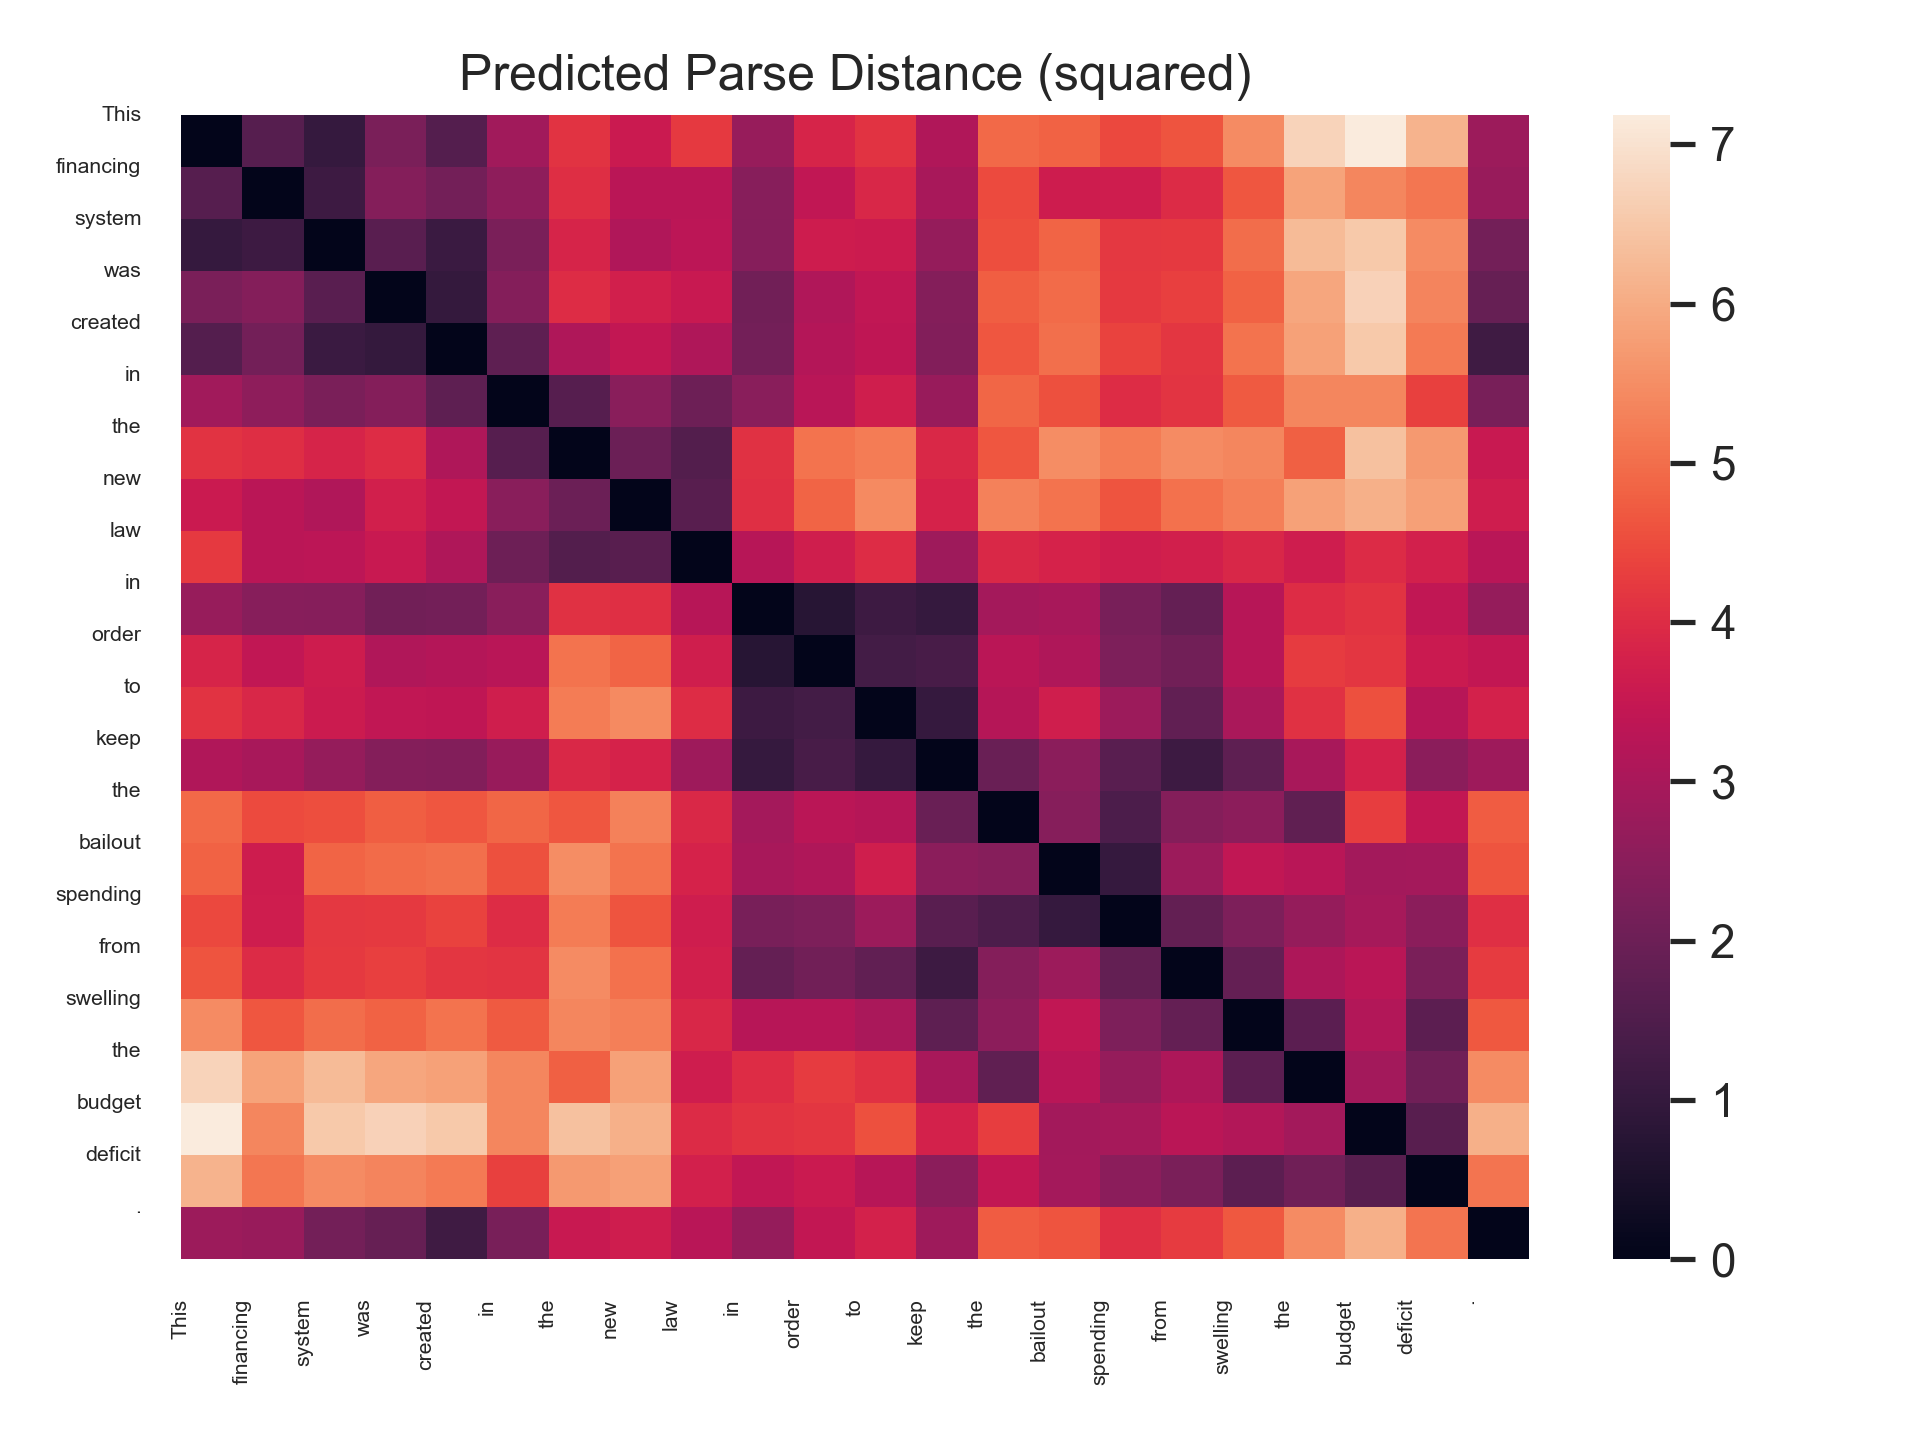 Predicted Parse Distance (squared)
This
financing
system
was
created
in
the
new
law
in
order
to
keep
the
bailout
spending
from
swelling
the
budget
deficit
.
7
6
5
4
3
2
1
0
This
financing
system
was
created
in
the
new
law
in
order
to
keep
the
bailout
spending
from
swelling
the
budget
deficit
.